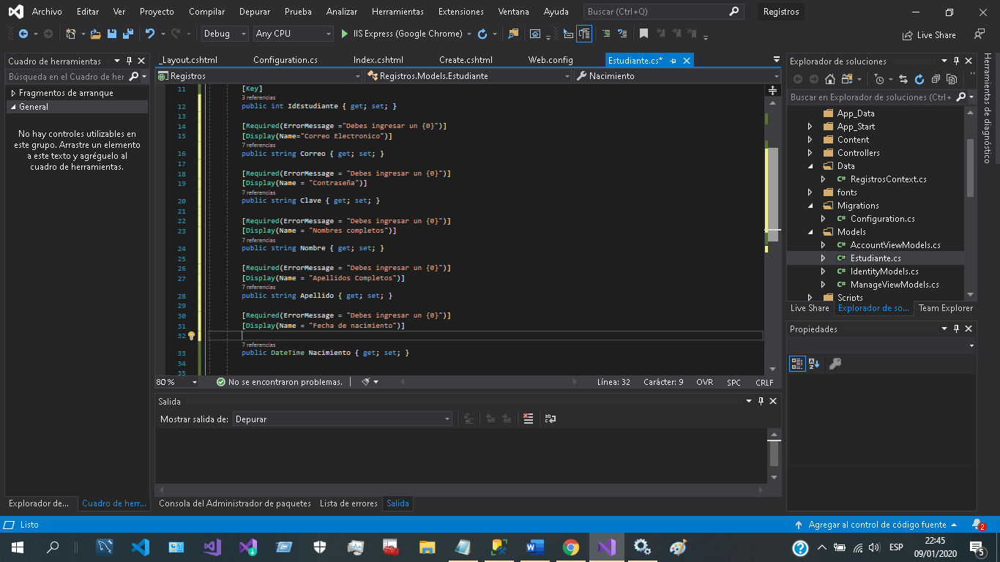 Archivo Editar Ver Proyecto Compilar Depurar Prueba Analizar Herramientas Extensiones Ventana Ayuda Buscar (Ctrl+Q) Registros
Debug Any CPU IIS Express (Google Chrome) Live Share
Cuadro de herramientas
Búsqueda en el Cuadro de her
Fragmentos de arranque
General
No hay controles utilizables en
este grupo. Arrastre un elemento
a este texto y agréguelo al
cuadro de herramientas.
Explorador de... Cuadro de herr...
_Layout.cshtml Configuration.cs Index.cshtml Create.cshtml Web.config Estudiante.cs*
Registros Registros.Models.Estudiante Nacimiento
11 [Key]
3 referencias
12 public int IdEstudiante { get; set; }
13
14 [Required(ErrorMessage ="Debes ingresar un {0}")]
15 [Display(Name="Correo Electronico")]
7 referencias
16 public string Correo { get; set; }
17
18 [Required(ErrorMessage = "Debes ingresar un {0}")]
19 [Display(Name = "Contraseña")]
7 referencias
20 public string Clave { get; set; }
21
22 [Required(ErrorMessage = "Debes ingresar un {0}")]
23 [Display(Name = "Nombres completos")]
7 referencias
24 public string Nombre { get; set; }
25
26 [Required(ErrorMessage = "Debes ingresar un {0}")]
27 [Display(Name = "Apellidos Completos")]
7 referencias
28 public string Apellido { get; set; }
29
30 [Required(ErrorMessage = "Debes ingresar un {0}")]
31 [Display(Name = "Fecha de nacimiento")]
32
7 referencias
33 public DateTime Nacimiento { get; set; }
34
35
80 % No se encontraron problemas. Línea: 32 Carácter: 9 OVR SPC CRLF
Salida
Mostrar salida de: Depurar
Consola del Administrador de paquetes Lista de errores Salida
Explorador de soluciones
Buscar en Explorador de soluciones (Ctrl+
App_Data
App_Start
Content
Controllers
Data
C# RegistrosContext.cs
fonts
Migrations
C# Configuration.cs
Models
C# AccountViewModels.cs
C# Estudiante.cs
C# IdentityModels.cs
C# ManageViewModels.cs
Scripts
Live Share Explorador de so... Team Explorer
Propiedades
Herramientas de diagnóstico
Listo Agregar al control de código fuente 2
ESP 22:45
09/01/2020 5